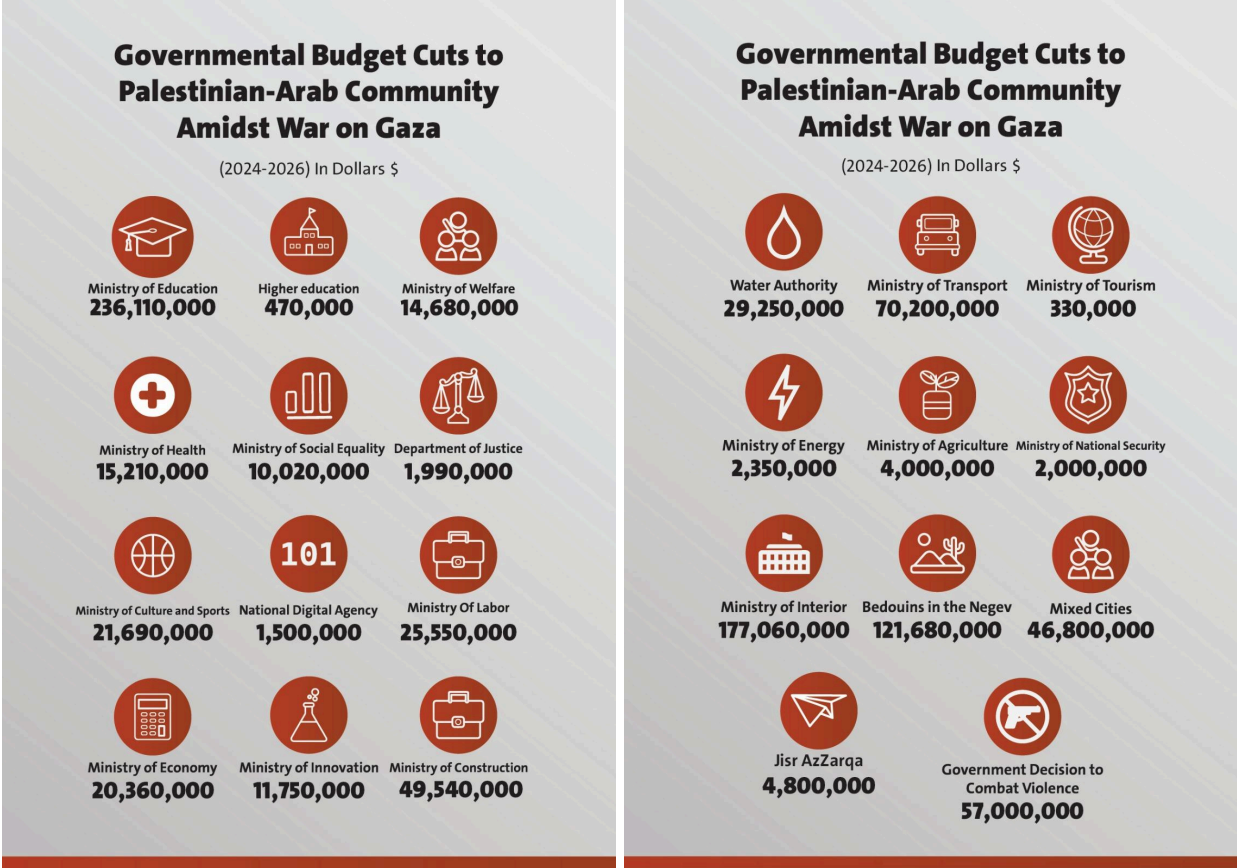 Governmental Budget Cuts to
Palestinian-Arab Community
Amidst War on Gaza
(2024-2026) In Dollars $
Ministry of Education
236,110,000
Higher education
470,000
Ministry of Welfare
14,680,000
Ministry of Health
15,210,000
Ministry of Social Equality
10,020,000
Department of Justice
1,990,000
Ministry of Culture and Sports
21,690,000
101
National Digital Agency
1,500,000
Ministry Of Labor
25,550,000
Ministry of Economy
20,360,000
Ministry of Innovation
11,750,000
Ministry of Construction
49,540,000
Governmental Budget Cuts to
Palestinian-Arab Community
Amidst War on Gaza
(2024-2026) In Dollars $
Water Authority
29,250,000
Ministry of Transport
70,200,000
Ministry of Tourism
330,000
Ministry of Energy
2,350,000
Ministry of Agriculture
4,000,000
Ministry of National Security
2,000,000
Ministry of Interior
177,060,000
Bedouins in the Negev
121,680,000
Mixed Cities
46,800,000
Jisr AzZarqa
4,800,000
Government Decision to
Combat Violence
57,000,000